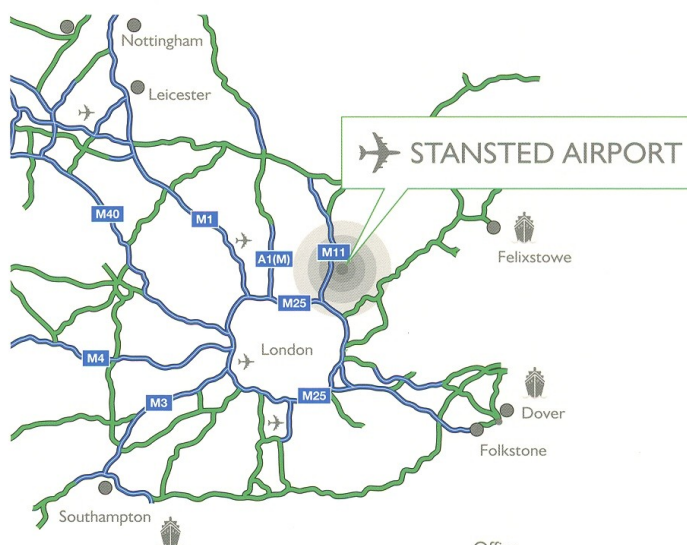 Nottingham
Leicester
STANSTED AIRPORT
M40
M1
Felixstowe
M11
A1(M)
M25
London
M4
M25
M3
Dover
Folkstone
Southampton